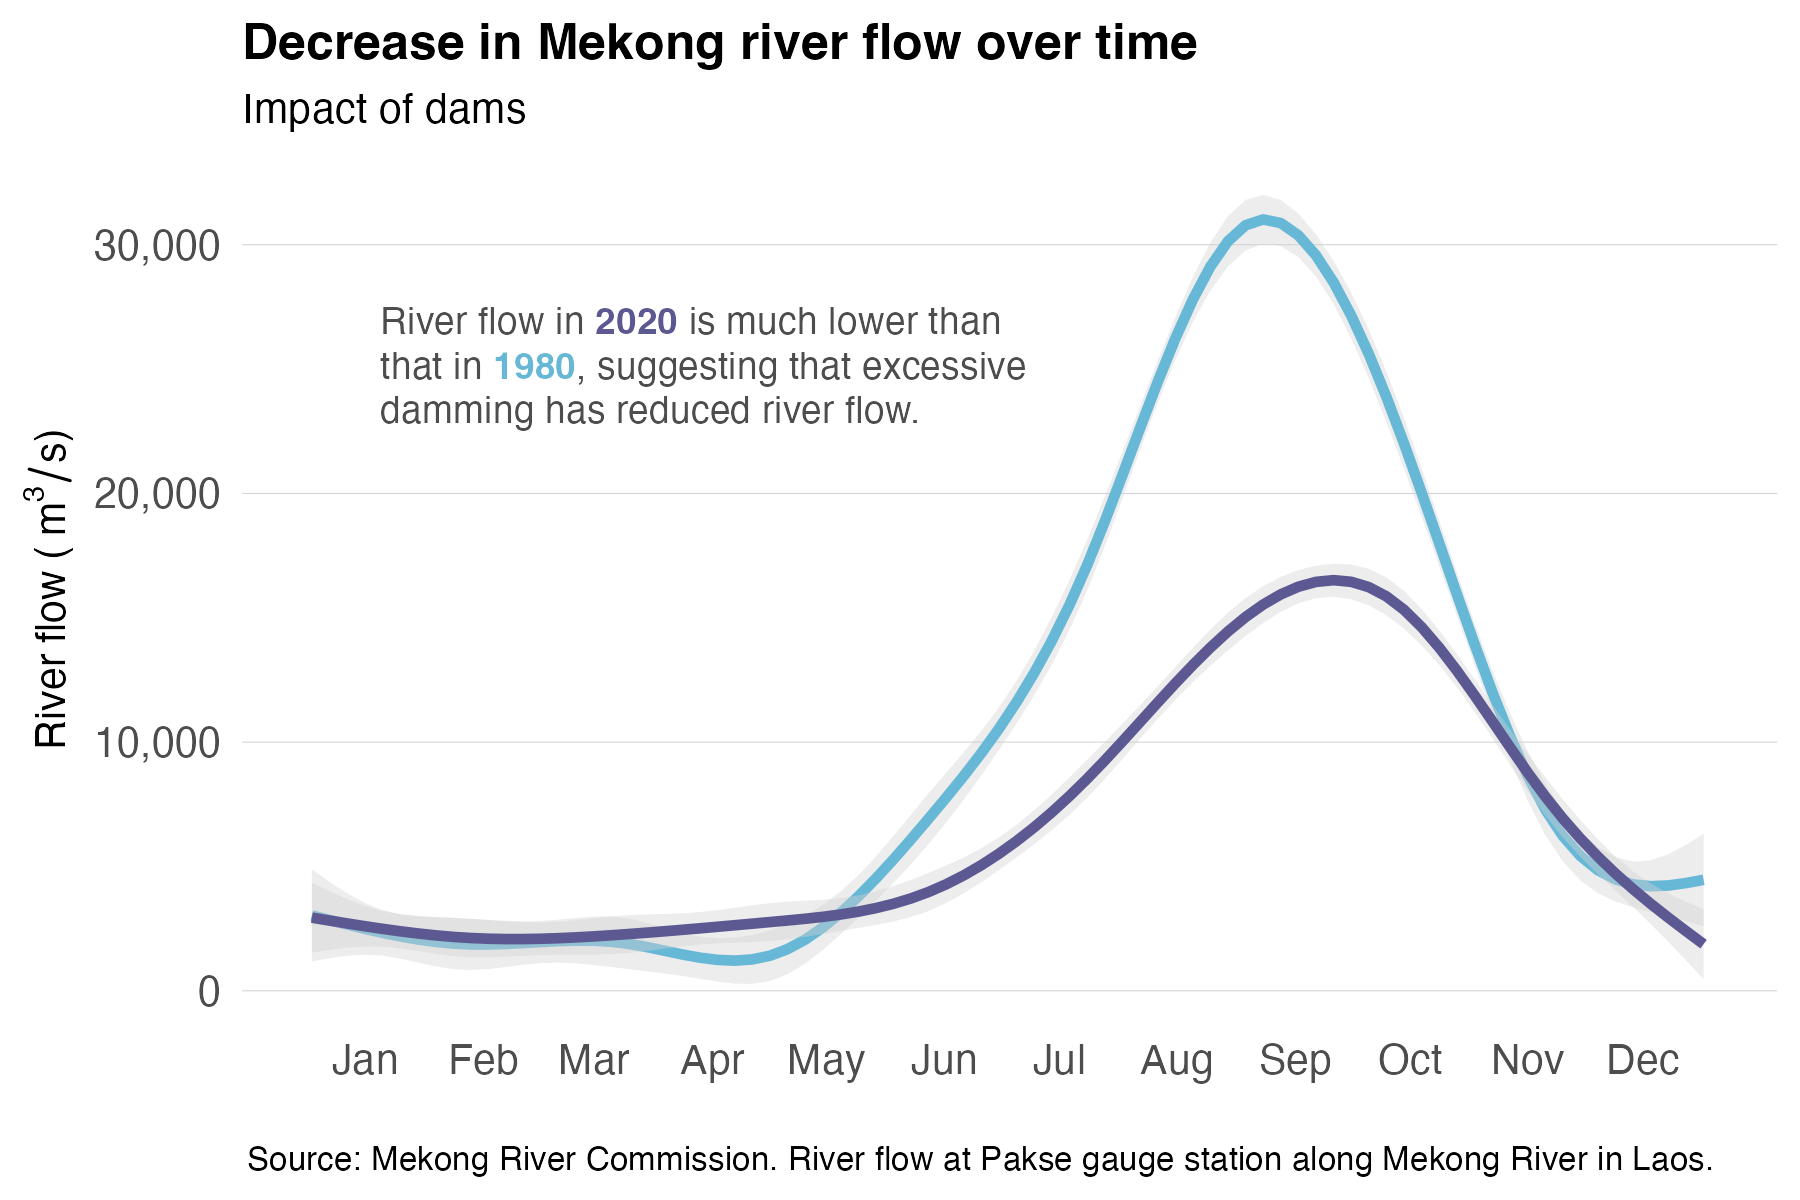 Decrease in Mekong river flow over time
Impact of dams
River flow ( m³/s)
30,000
20,000
10,000
0
River flow in 2020 is much lower than
that in 1980, suggesting that excessive
damming has reduced river flow.
Jan Feb Mar Apr May Jun Jul Aug Sep Oct Nov Dec
Source: Mekong River Commission. River flow at Pakse gauge station along Mekong River in Laos.